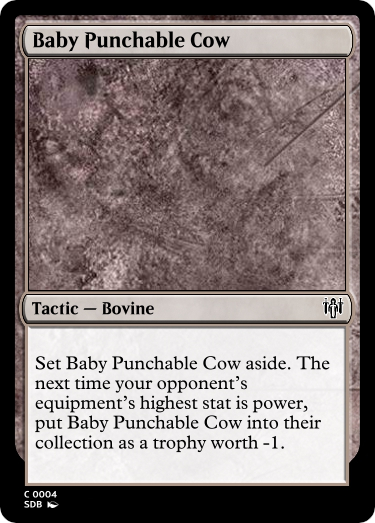 Baby Punchable Cow
Tactic — Bovine
Set Baby Punchable Cow aside. The
next time your opponent's
equipment's highest stat is power,
put Baby Punchable Cow into their
collection as a trophy worth -1.
C 0004
SDB